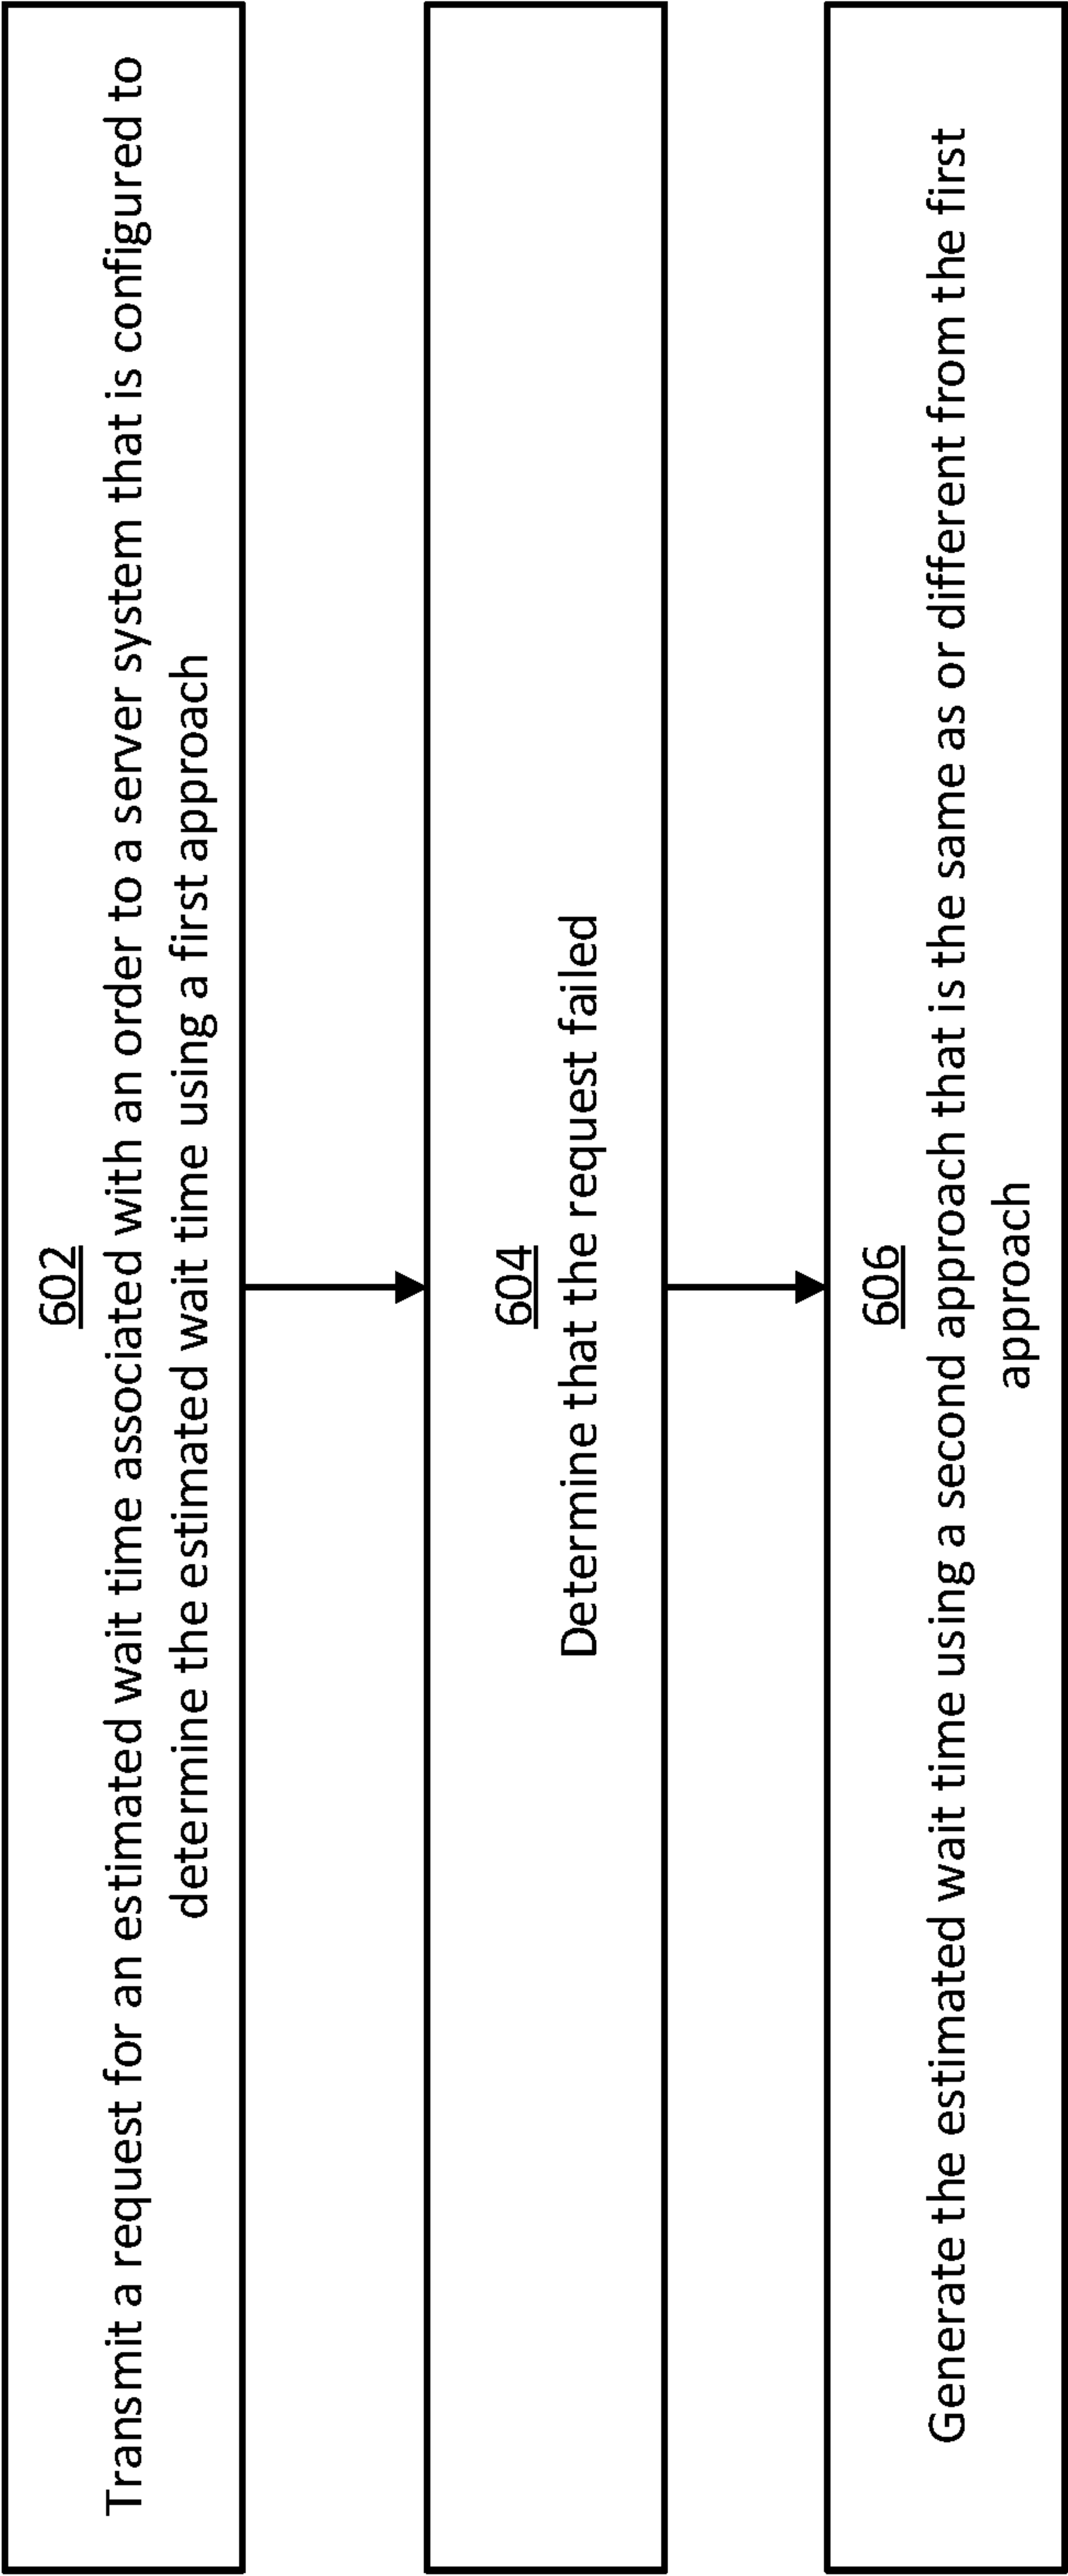 602
Transmit a request for an estimated wait time associated with an order to a server system that is configured to
determine the estimated wait time using a first approach
604
Determine that the request failed
606
Generate the estimated wait time using a second approach that is the same as or different from the first
approach